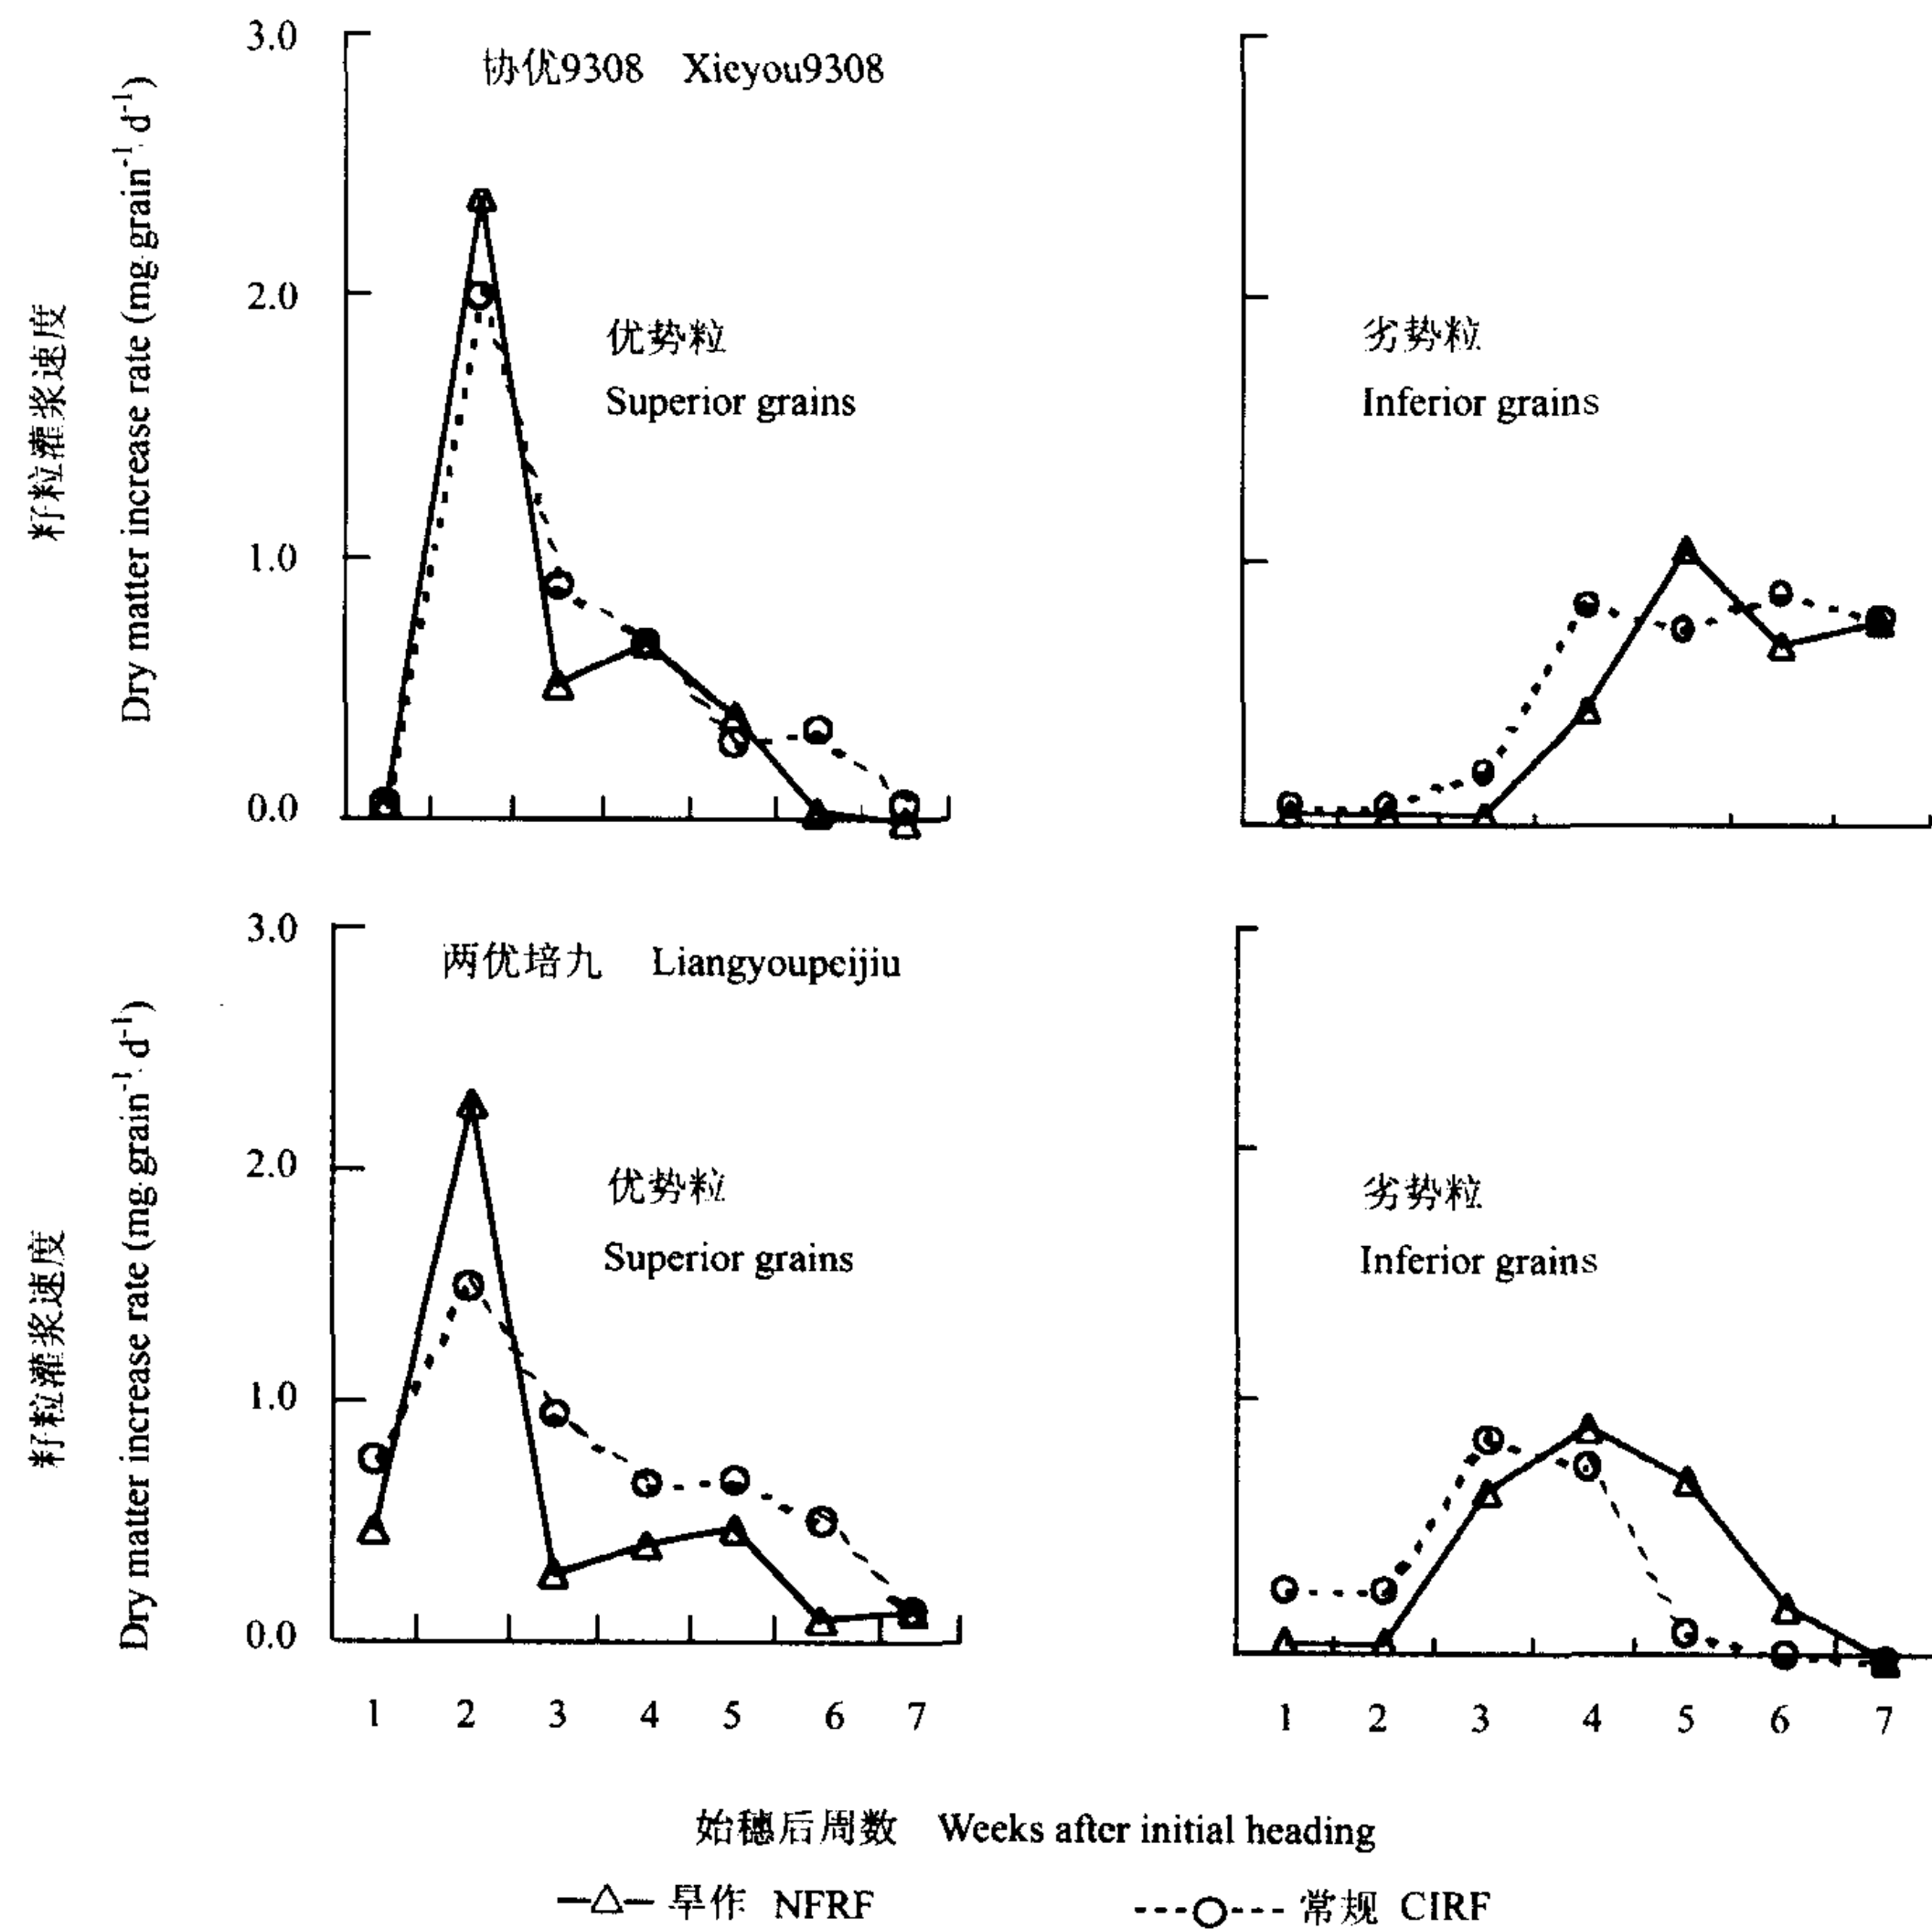 3.0
协优9308 Xieyou9308
2.0
优势粒
Superior grains
1.0
0.0
籽粒灌浆速度
Dry matter increase rate (mg·grain⁻¹·d⁻¹)
劣势粒
Inferior grains
3.0
两优培九 Liangyoupeijiu
2.0
优势粒
Superior grains
1.0
0.0
籽粒灌浆速度
Dry matter increase rate (mg·grain⁻¹·d⁻¹)
劣势粒
Inferior grains
1 2 3 4 5 6 7
1 2 3 4 5 6 7
始穗后周数 Weeks after initial heading
旱作 NFRF
常规 CIRF